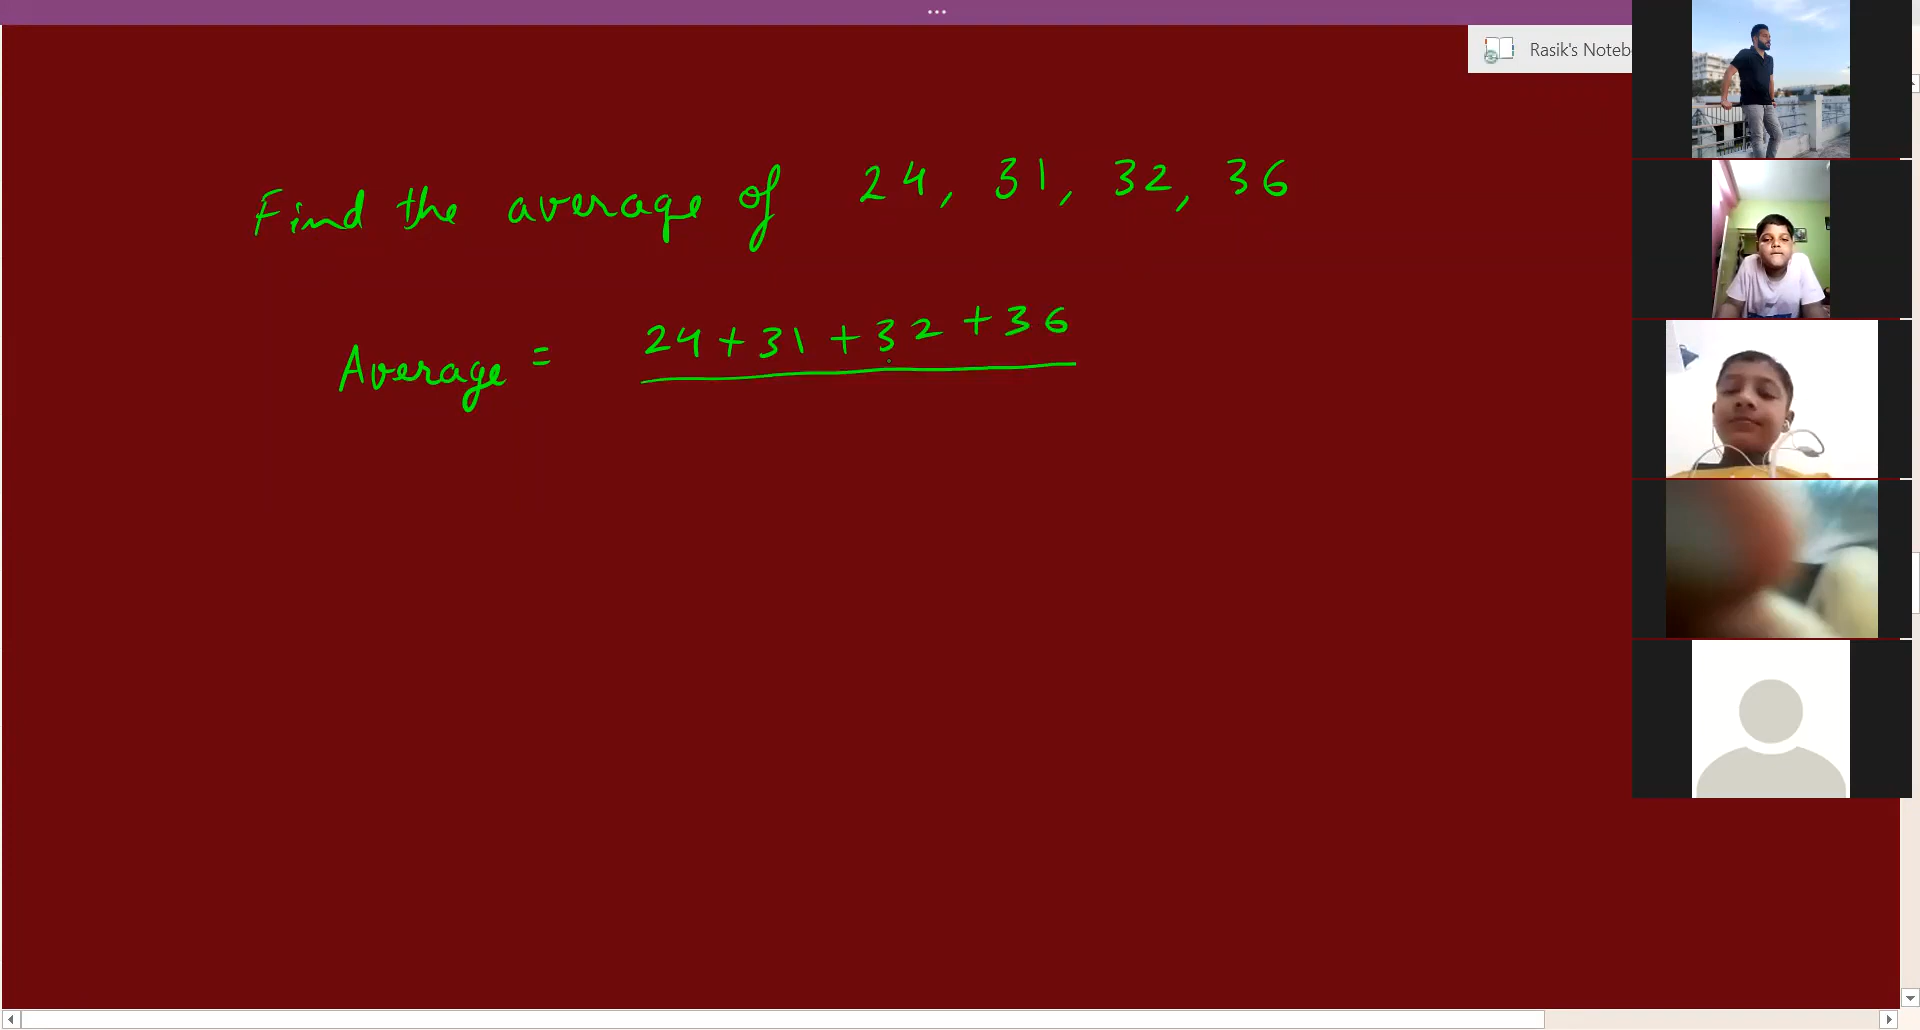 ...
Rasik's Noteb
Find the average of 24, 31, 32, 36
Average = 24 + 31 + 32 + 36